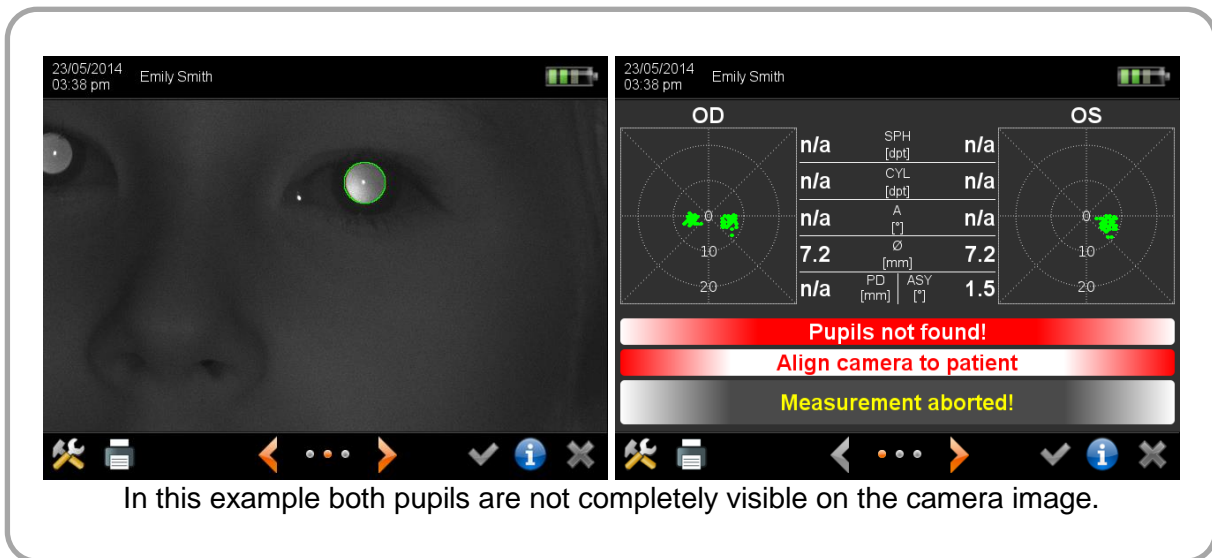 23/05/2014
03:38 pm
Emily Smith
23/05/2014
03:38 pm
Emily Smith
OD
OS
n/a SPH [dpt] n/a
n/a CYL [dpt] n/a
n/a A [°] n/a
7.2 Ø [mm] 7.2
n/a PD [mm] ASY [°] 1.5
0
10
20
0
10
20
Pupils not found!
Align camera to patient
Measurement aborted!
In this example both pupils are not completely visible on the camera image.